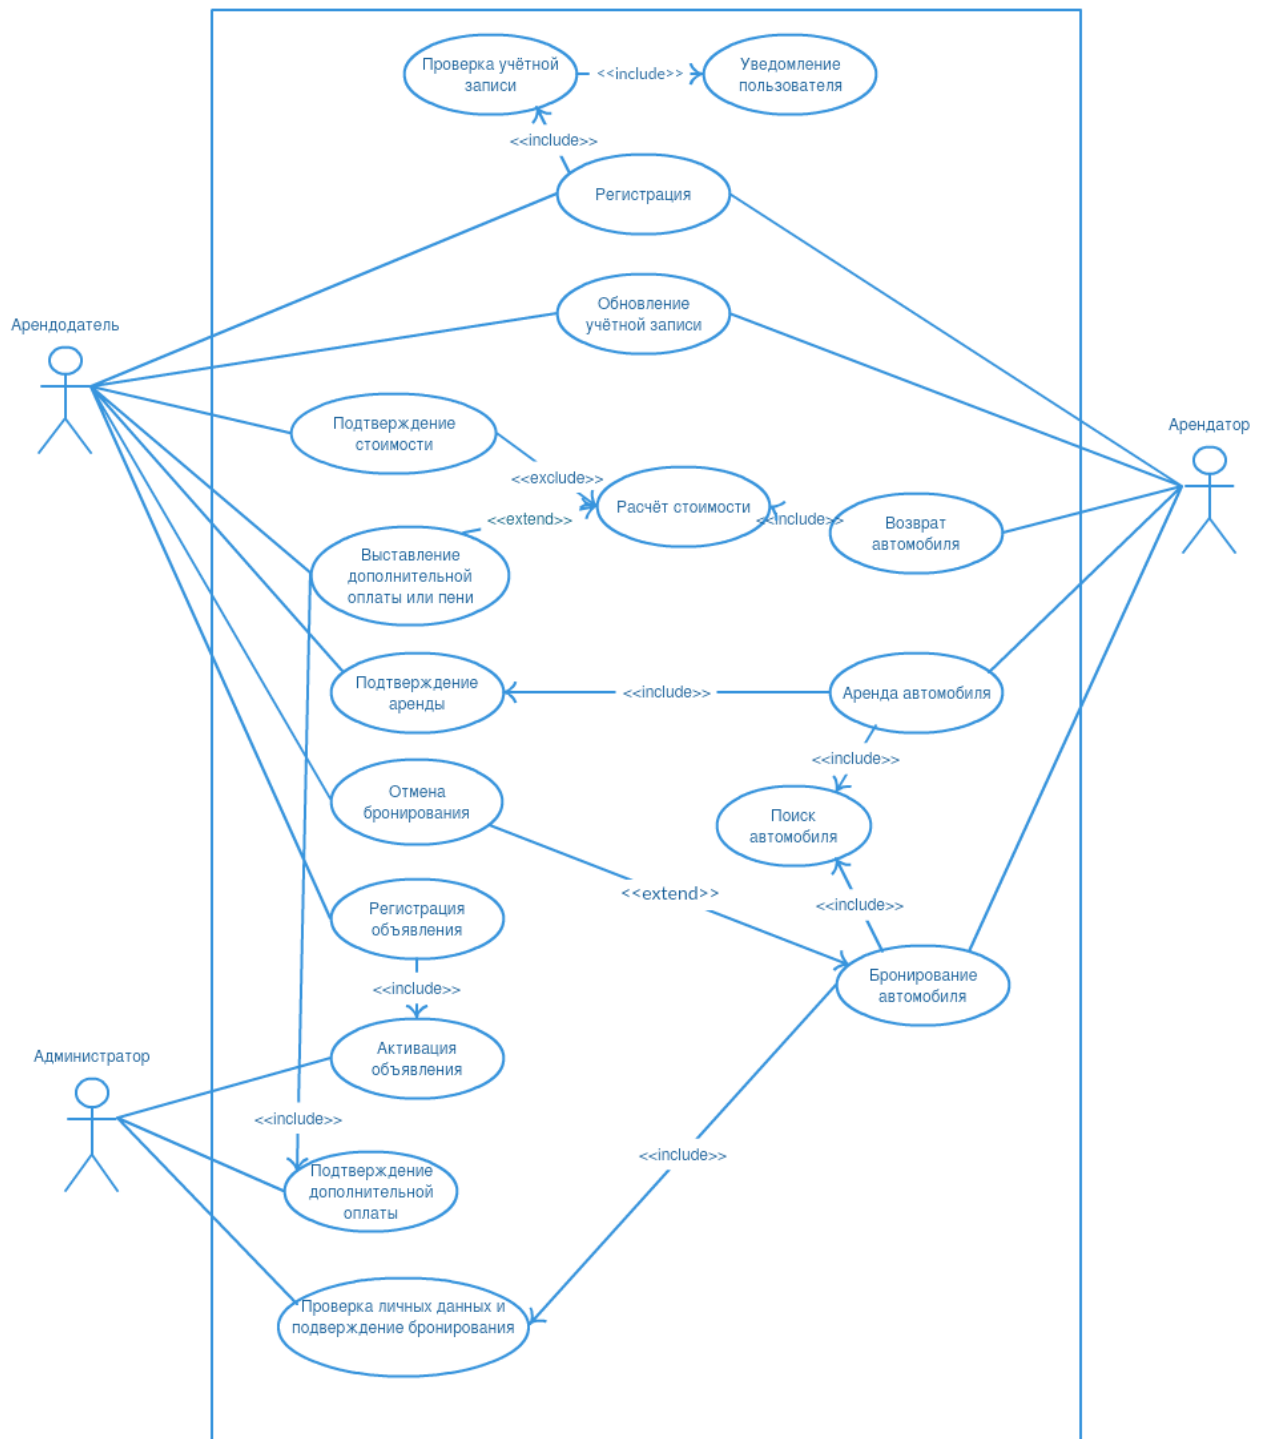 Проверка учётной
записи
<<include>>
Уведомление
пользователя
<<include>>
Регистрация
Обновление
учётной записи
Арендодатель
Подтверждение
стоимости
Арендатор
<<exclude>>
Расчёт стоимости
<<extend>>
<<include>>
Возврат
автомобиля
Выставление
дополнительной
оплаты или пени
Подтверждение
аренды
<<include>>
Аренда автомобиля
<<include>>
Отмена
бронирования
Поиск
автомобиля
<<extend>>
<<include>>
Регистрация
объявления
Бронирование
автомобиля
<<include>>
Активация
объявления
Администратор
<<include>>
<<include>>
Подтверждение
дополнительной
оплаты
Проверка личных данных и
подверждение бронирования